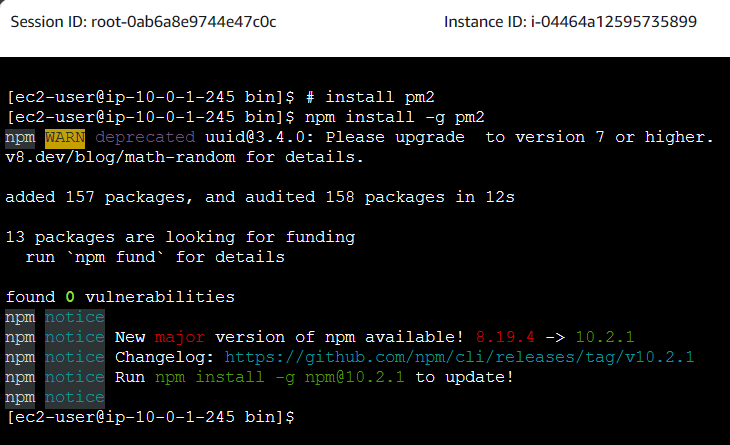 Session ID: root-0ab6a8e9744e47c0c Instance ID: i-04464a12595735899
[ec2-user@ip-10-0-1-245 bin]$ # install pm2
[ec2-user@ip-10-0-1-245 bin]$ npm install -g pm2
npm WARN deprecated uuid@3.4.0: Please upgrade  to version 7 or higher.
v8.dev/blog/math-random for details.
added 157 packages, and audited 158 packages in 12s
13 packages are looking for funding
  run `npm fund` for details
found 0 vulnerabilities
npm notice
npm notice New major version of npm available! 8.19.4 -> 10.2.1
npm notice Changelog: https://github.com/npm/cli/releases/tag/v10.2.1
npm notice Run npm install -g npm@10.2.1 to update!
npm notice
[ec2-user@ip-10-0-1-245 bin]$